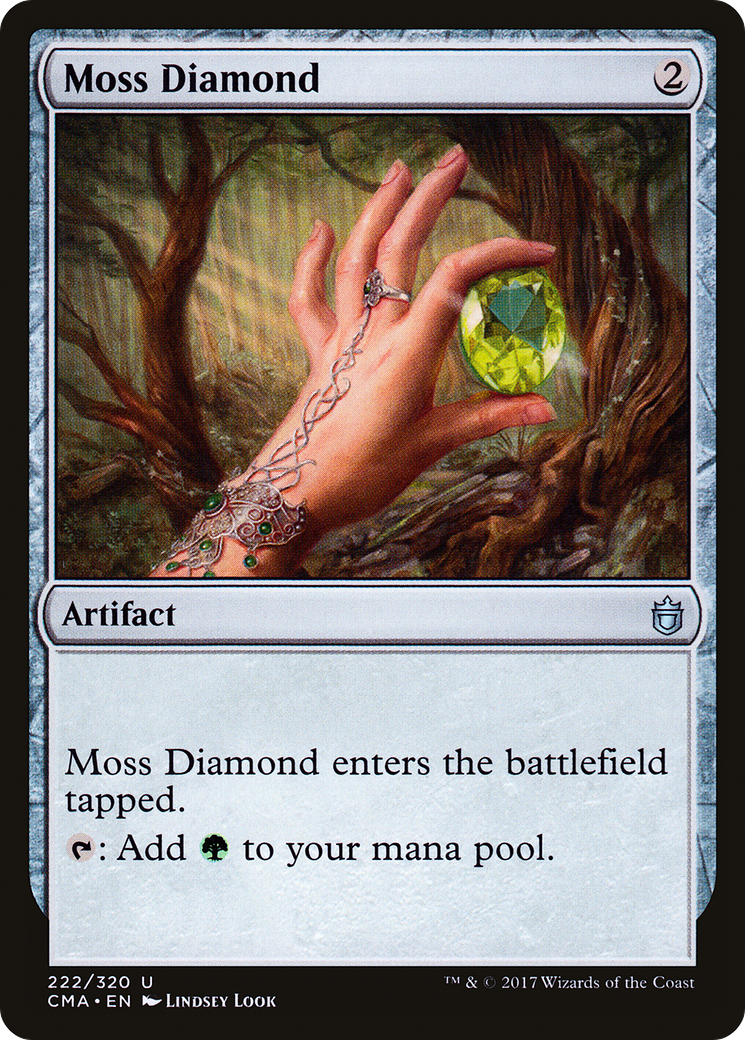 Moss Diamond 2
Artifact
Moss Diamond enters the battlefield
tapped.
: Add to your mana pool.
222/320 U ™ & © 2017 Wizards of the Coast
CMA • EN Lindsey Look